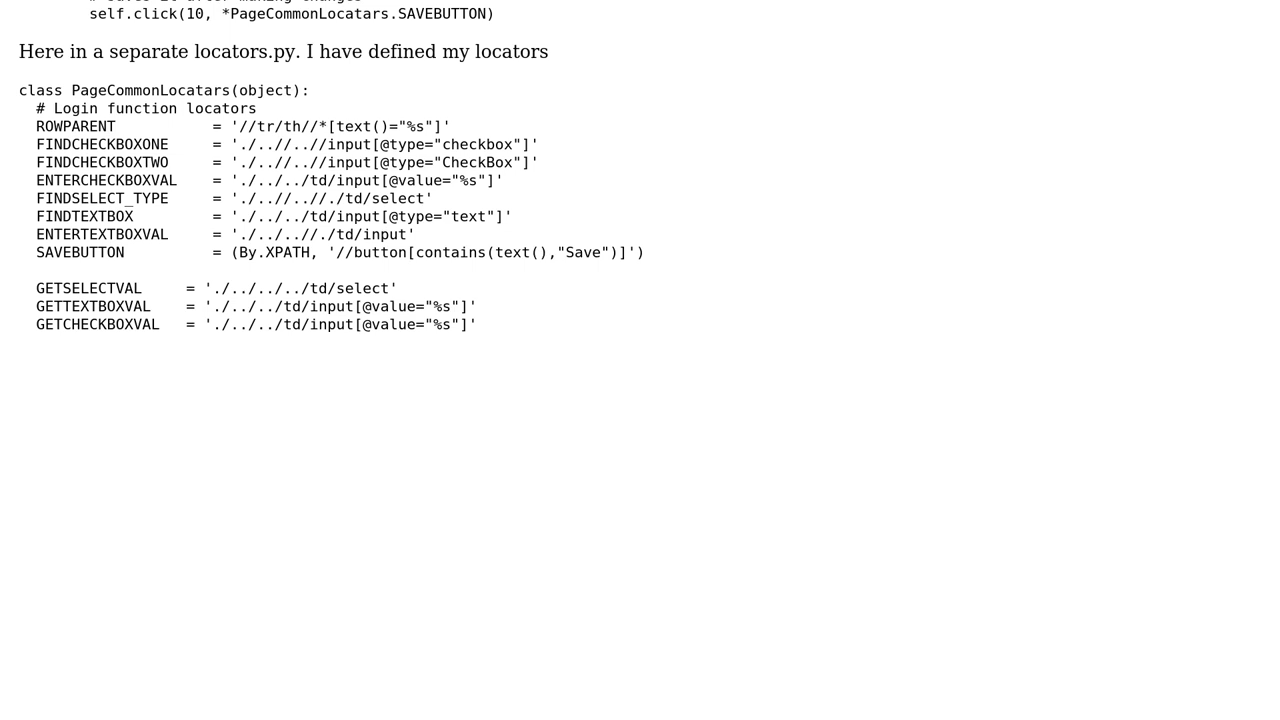 self.click(10, *PageCommonLocatars.SAVEBUTTON)
Here in a separate locators.py. I have defined my locators
class PageCommonLocatars(object):
  # Login function locators
  ROWPARENT           = '//tr/th//*[text()="%s"]'
  FINDCHECKBOXONE     = './..//..//input[@type="checkbox"]'
  FINDCHECKBOXTWO     = './..//..//input[@type="CheckBox"]'
  ENTERCHECKBOXVAL    = './../../td/input[@value="%s"]'
  FINDSELECT_TYPE     = './..//..//./td/select'
  FINDTEXTBOX         = './../../td/input[@type="text"]'
  ENTERTEXTBOXVAL     = './../..//./td/input'
  SAVEBUTTON          = (By.XPATH, '//button[contains(text(),"Save")]')
  GETSELECTVAL     = './../../../td/select'
  GETTEXTBOXVAL    = './../../td/input[@value="%s"]'
  GETCHECKBOXVAL   = './../../td/input[@value="%s"]'